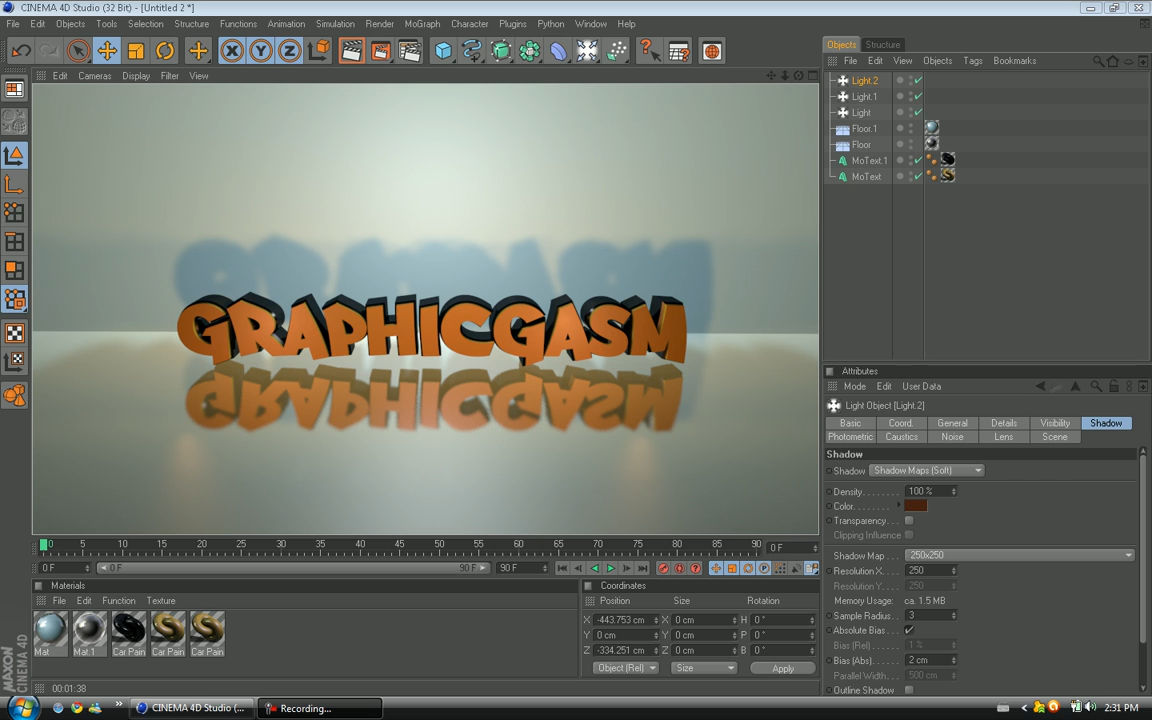 CINEMA 4D Studio (32 Bit) - [Untitled 2 *]
File Edit Objects Tools Selection Structure Functions Animation Simulation Render MoGraph Character Plugins Python Window Help
X Y Z
Edit Cameras Display Filter View
GRAPHICGASM
Objects Structure
File Edit View Objects Tags Bookmarks
Light.2
Light.1
Light
Floor.1
Floor
MoText.1
MoText
Attributes
Mode Edit User Data
Light Object [Light.2]
Basic Coord. General Details Visibility Shadow
Photometric Caustics Noise Lens Scene
Shadow
Shadow Shadow Maps (Soft)
Density 100 %
Color
Transparency
Clipping Influence
Shadow Map 250x250
Resolution X 250
Resolution Y 250
Memory Usage: ca. 1.5 MB
Sample Radius 3
Absolute Bias
Bias (Rel) 1 %
Bias (Abs) 2 cm
Parallel Width 500 cm
Outline Shadow
0 5 10 15 20 25 30 35 40 45 50 55 60 65 70 75 80 85 90 0 F
0 F 0 F 90 F 90 F
Materials
File Edit Function Texture
Mat Mat.1 Car Pain Car Pain Car Pain
Coordinates
Position Size Rotation
X -443.753 cm X 0 cm H 0 °
Y 0 cm Y 0 cm P 0 °
Z -334.251 cm Z 0 cm B 0 °
Object (Rel) Size Apply
MAXON
CINEMA 4D
00:01:38
CINEMA 4D Studio (... Recording... 2:31 PM